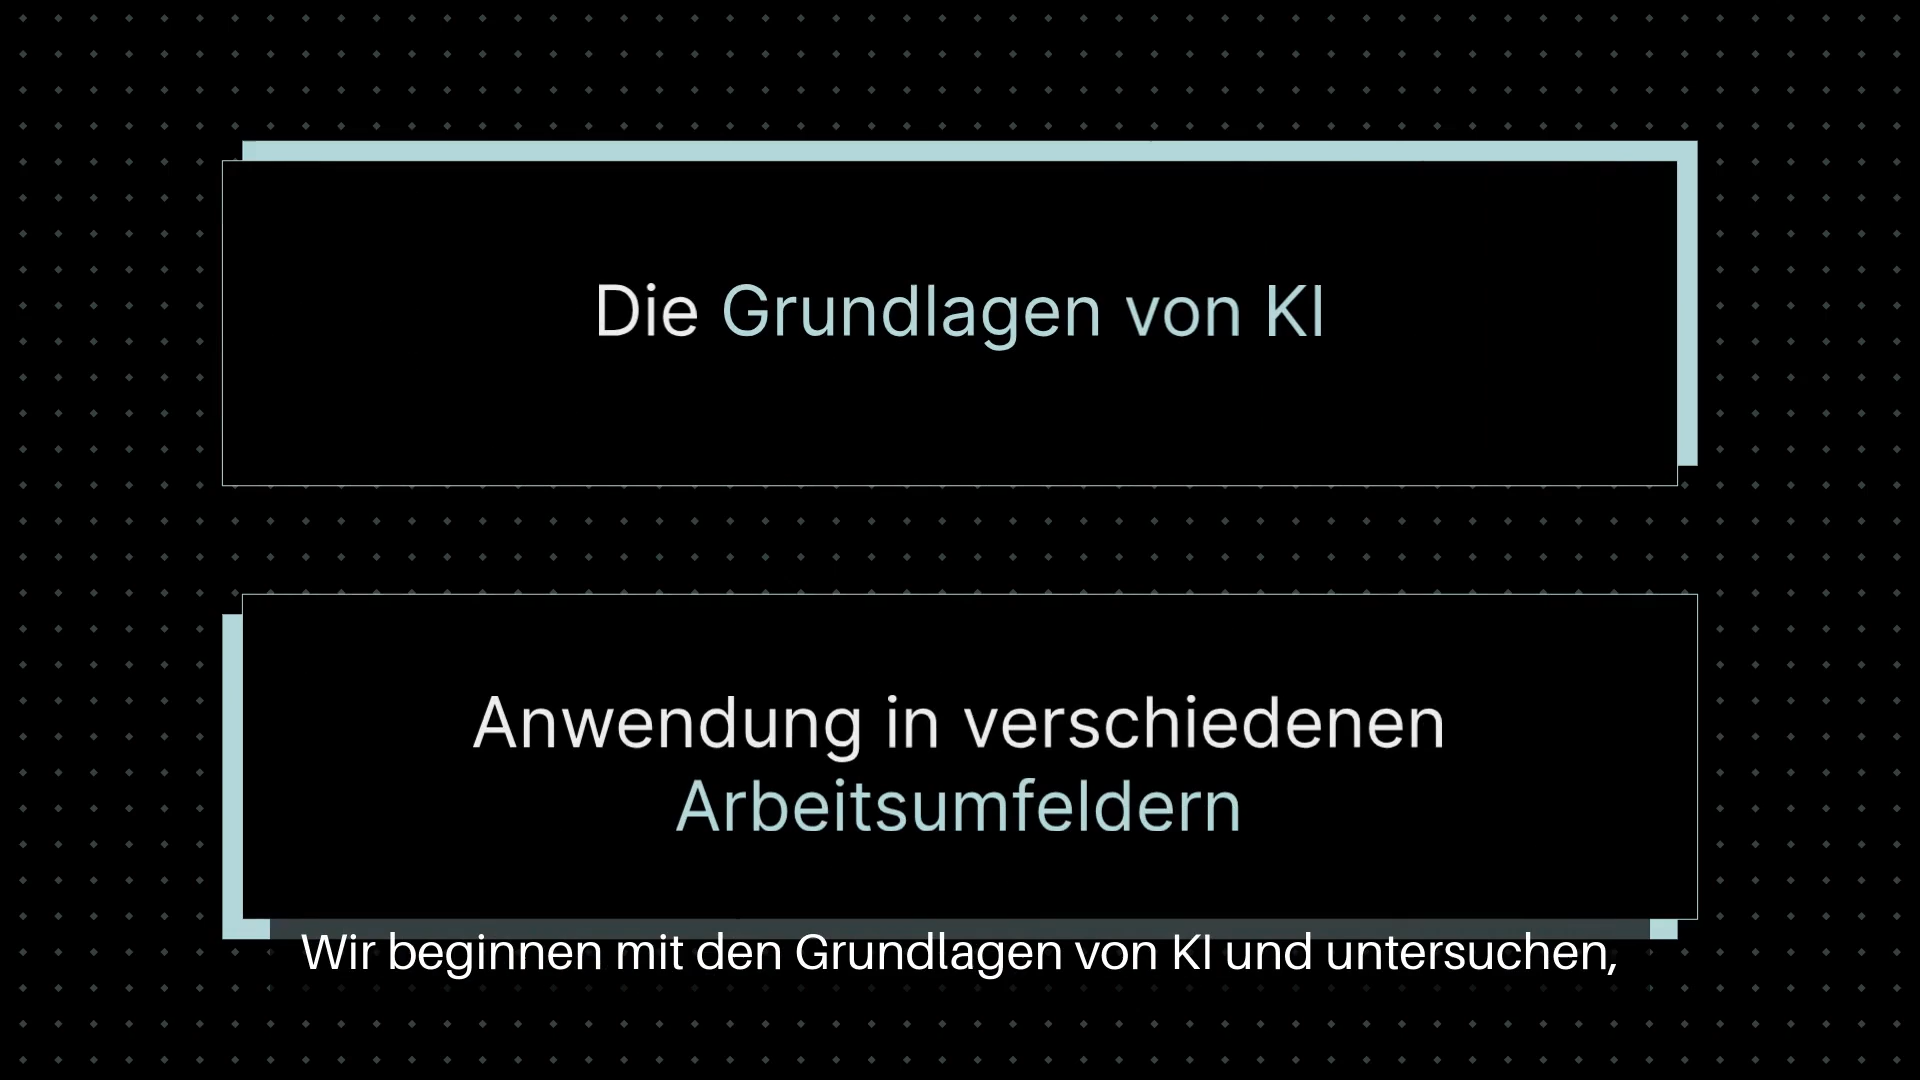 Die Grundlagen von KI
Anwendung in verschiedenen
Arbeitsumfeldern
Wir beginnen mit den Grundlagen von KI und untersuchen,